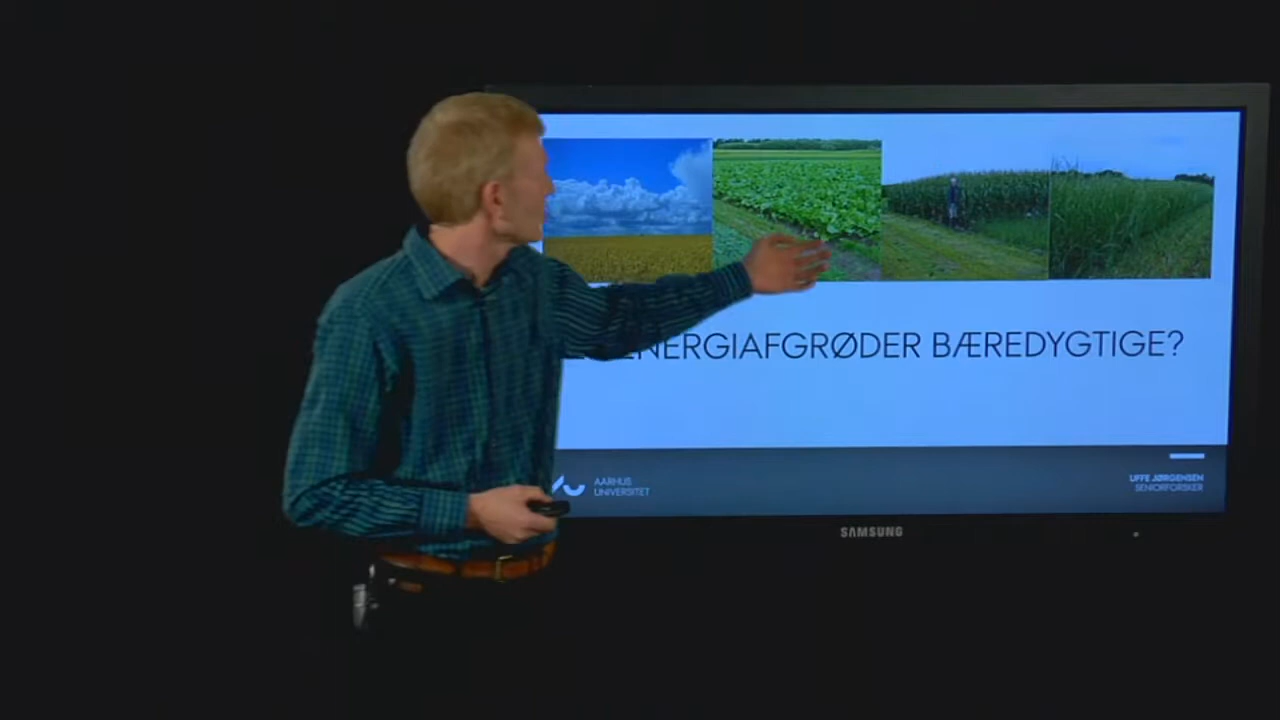 ENERGIAFGRØDER BÆREDYGTIGE?
AARHUS
UNIVERSITET
UFFE JØRGENSEN
SENIORFORSKER
SAMSUNG